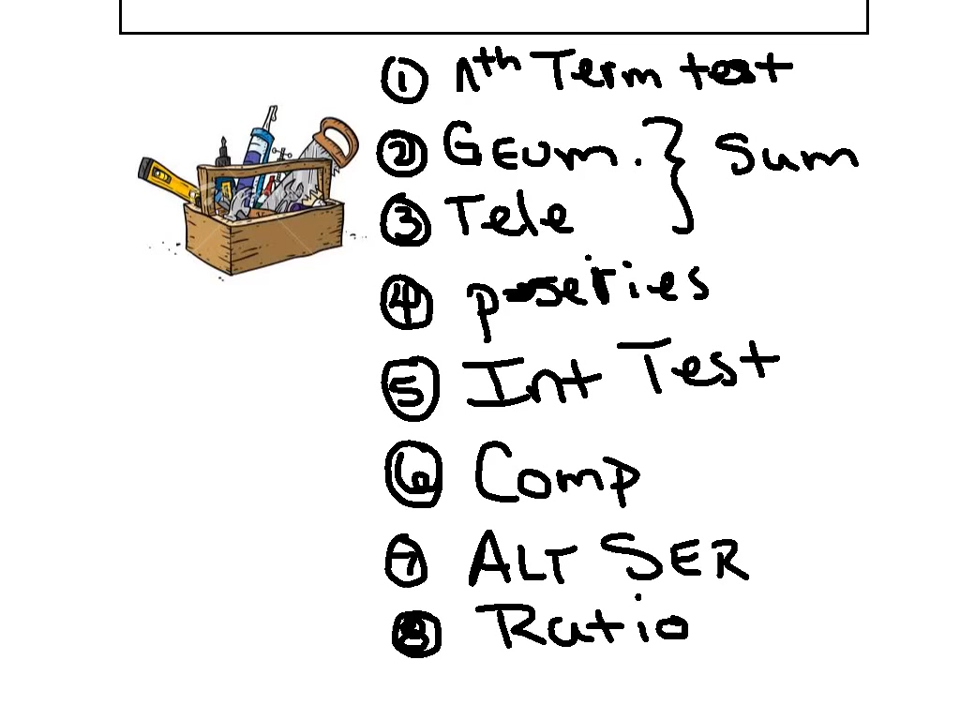 ① nth Term test
② GEOM. } Sum
③ Tele
④ p-series
⑤ Int Test
⑥ Comp
⑦ ALT SER
⑧ Ratio